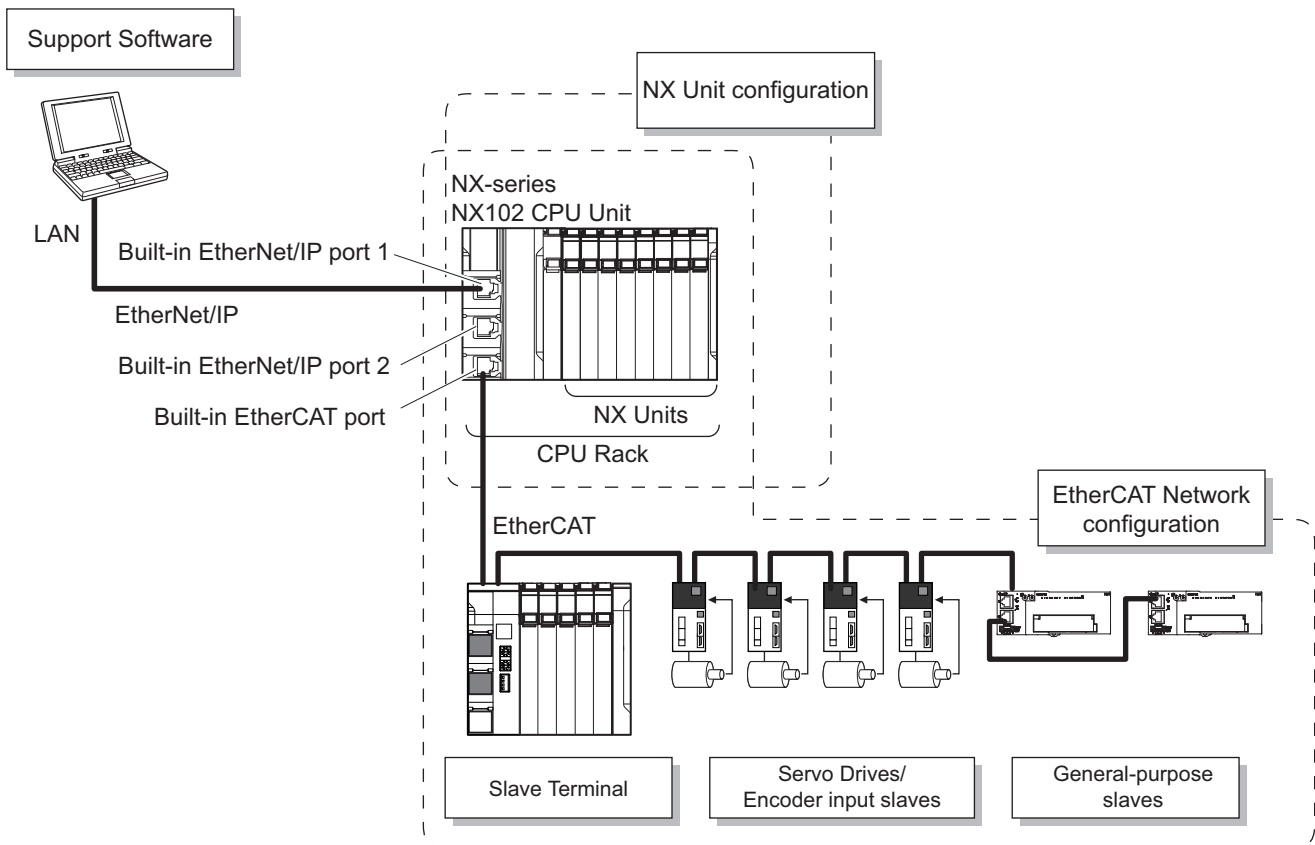 Support Software
NX Unit configuration
NX-series
NX102 CPU Unit
LAN
Built-in EtherNet/IP port 1
EtherNet/IP
Built-in EtherNet/IP port 2
Built-in EtherCAT port
NX Units
CPU Rack
EtherCAT Network
configuration
EtherCAT
Slave Terminal
Servo Drives/
Encoder input slaves
General-purpose
slaves